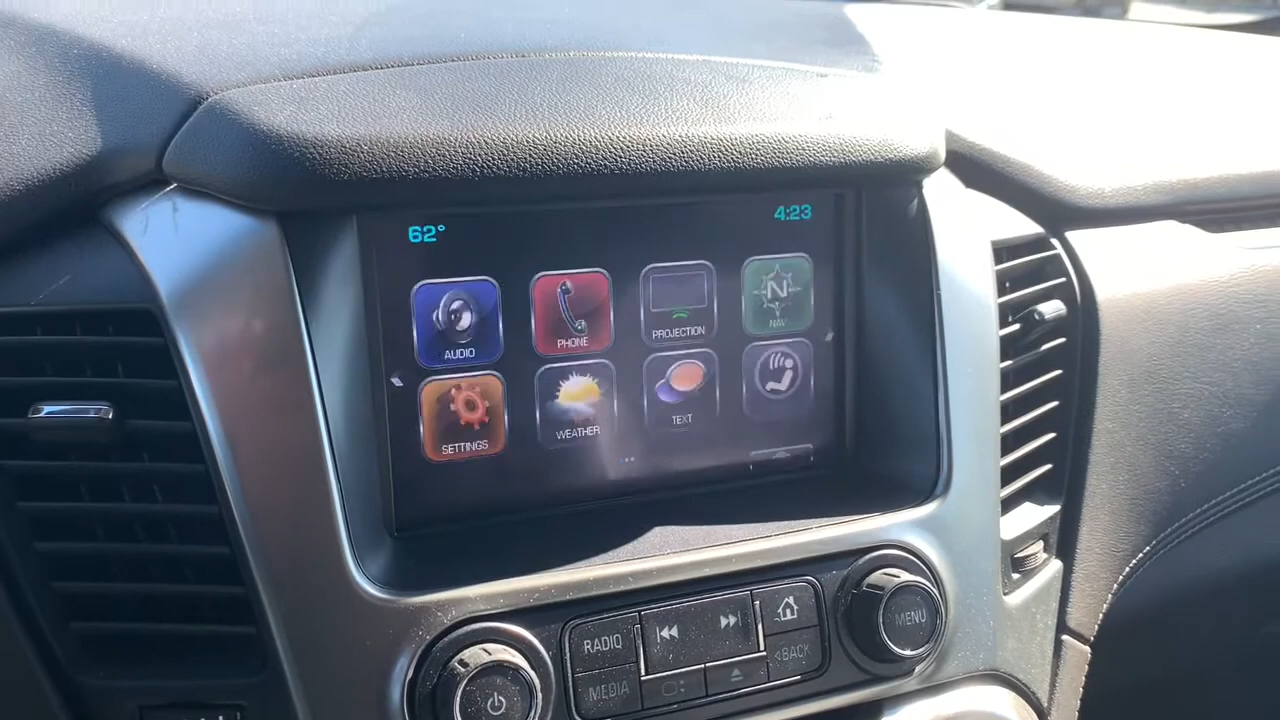 62° 4:23
AUDIO PHONE PROJECTION N NAV
SETTINGS WEATHER TEXT
RADIO MENU
MEDIA <BACK